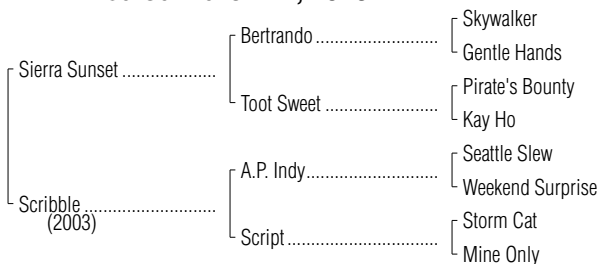 Skywalker
Bertrando
Gentle Hands
Sierra Sunset
Pirate's Bounty
Toot Sweet
Kay Ho
Seattle Slew
A.P. Indy
Weekend Surprise
Scribble
(2003)
Storm Cat
Script
Mine Only